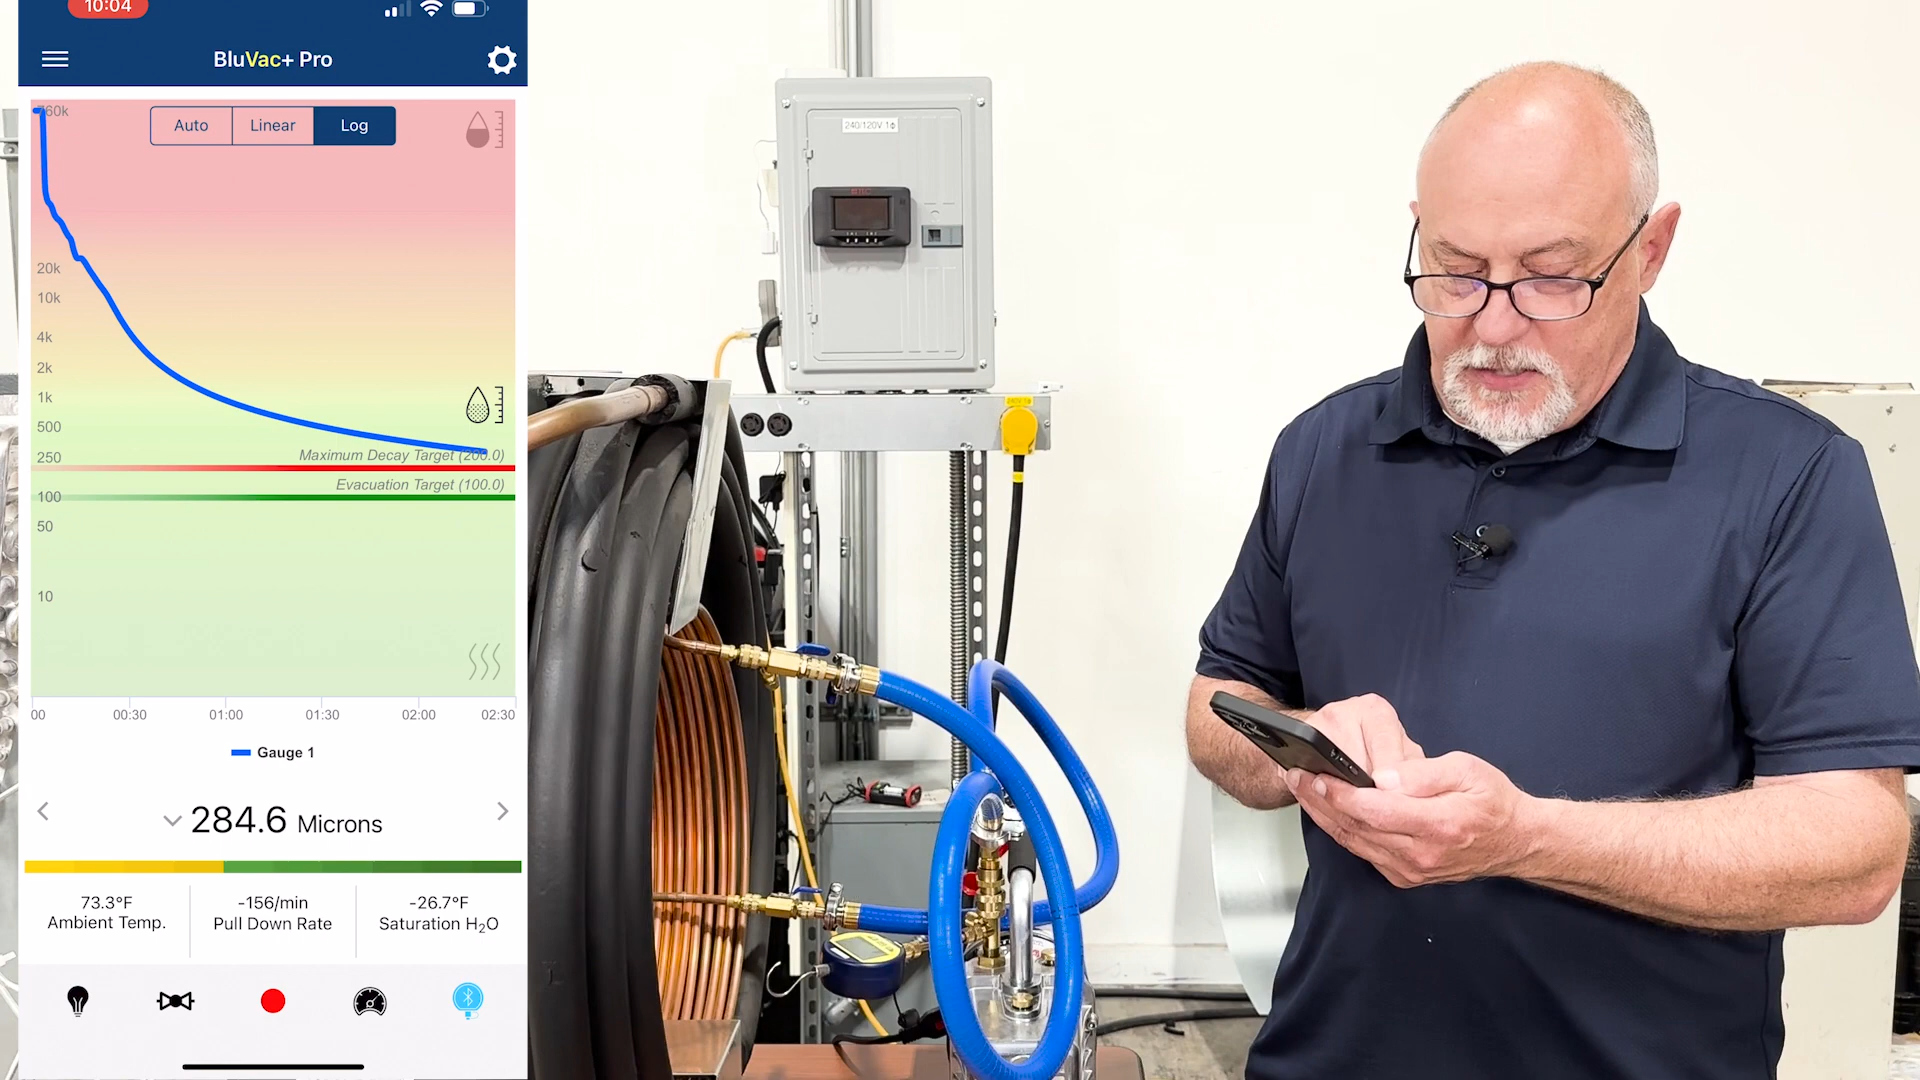 10:04
BluVac+ Pro
760k
Auto
Linear
Log
20k
10k
4k
2k
1k
500
250
Maximum Decay Target (200.0)
Evacuation Target (100.0)
100
50
10
00
00:30
01:00
01:30
02:00
02:30
Gauge 1
284.6 Microns
73.3°F
Ambient Temp.
-156/min
Pull Down Rate
-26.7°F
Saturation H₂O
240/120V 1ϕ